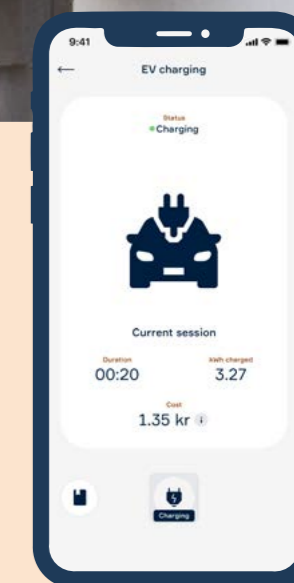 9:41
EV charging
Status
Charging
Current session
Duration
kWh charged
00:20
3.27
Cost
1.35 kr i
Charging